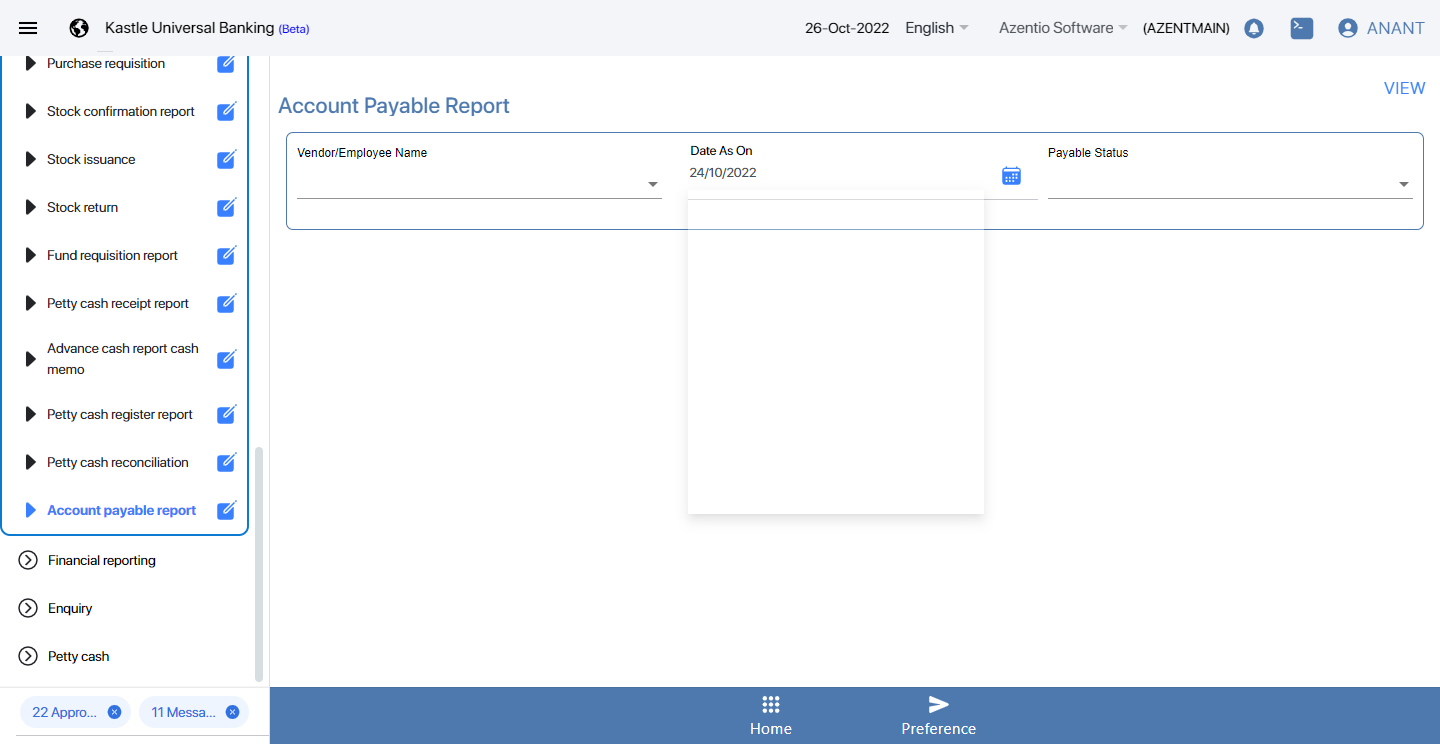 Kastle Universal Banking (Beta)
26-Oct-2022
English
Azentio Software
(AZENTMAIN)
ANANT
Purchase requisition
Stock confirmation report
Stock issuance
Stock return
Fund requisition report
Petty cash receipt report
Advance cash report cash
memo
Petty cash register report
Petty cash reconciliation
Account payable report
Financial reporting
Enquiry
Petty cash
22 Appro...
11 Messa...
VIEW
Account Payable Report
Vendor/Employee Name
Date As On
24/10/2022
Payable Status
Home
Preference